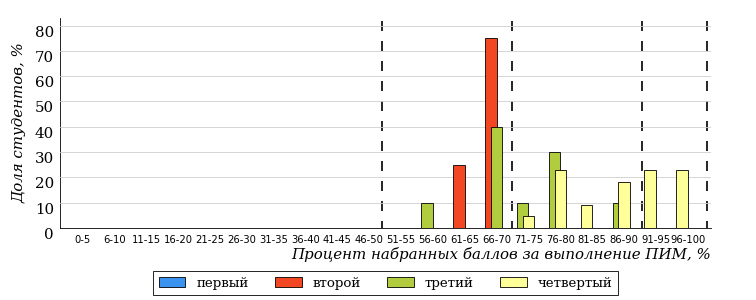 Доля студентов, %
80
70
60
50
40
30
20
10
0
0-5 6-10 11-15 16-20 21-25 26-30 31-35 36-40 41-45 46-50 51-55 56-60 61-65 66-70 71-75 76-80 81-85 86-90 91-95 96-100
Процент набранных баллов за выполнение ПИМ, %
первый второй третий четвертый